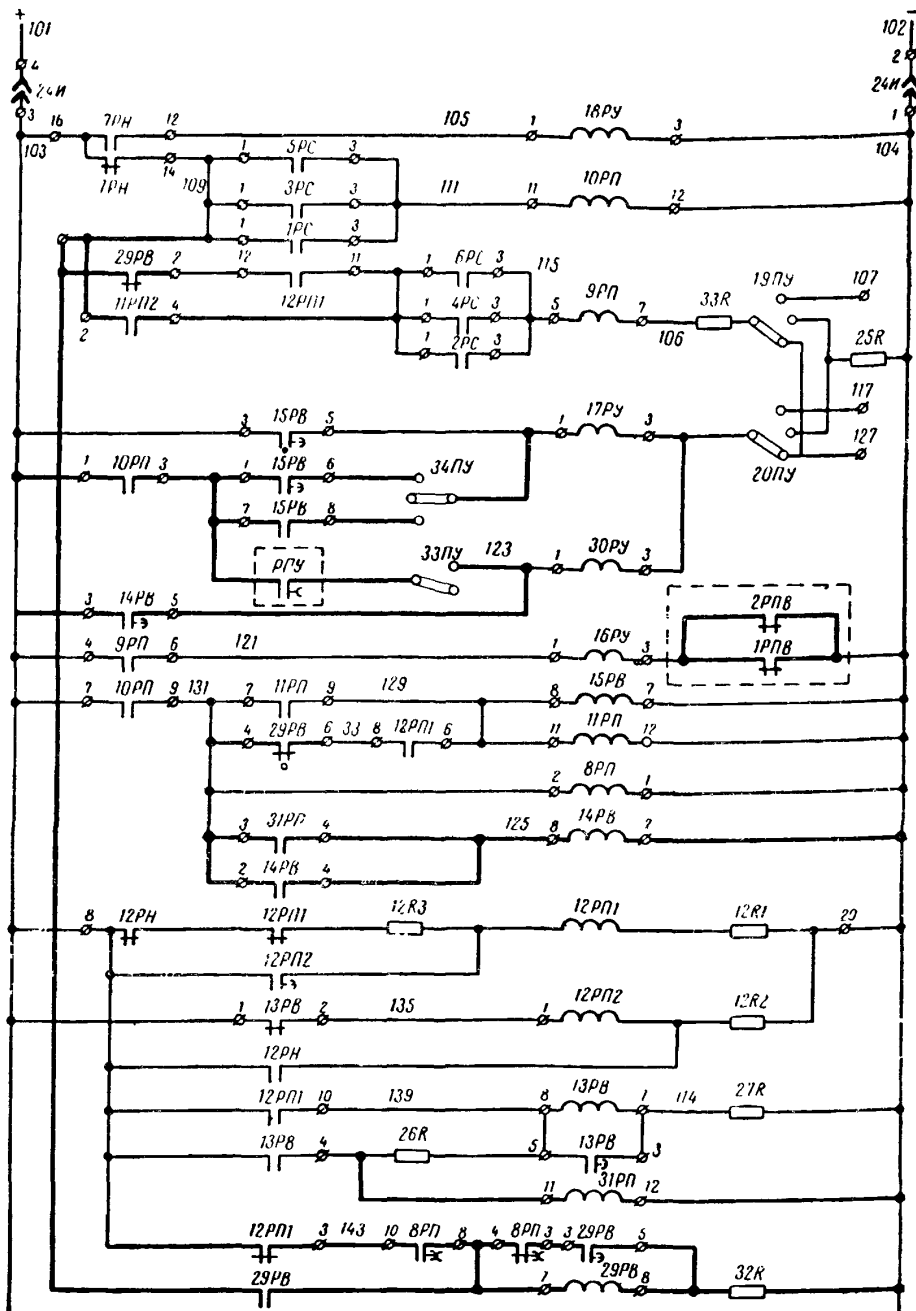 + –
101 102
4 2
24И 24И
3 16 7РН 12 105 1 18РУ 3 1
103 104
7РН 14 109 1 5РС 3
1 3РС 3 111 11 10РП 12
1 1РС 3
29РВ 2 12 12РП1 11 1 6РС 3 115 19ПУ 107
2 11РП2 4 1 4РС 3 5 9РП 7 106 33R 25R
1 2РС 3
117
3 15РВ 5 1 17РУ 3 20ПУ 127
1 10РП 3 1 15РВ 6 34ПУ
7 15РВ 8
РПУ 33ПУ 123 1 30РУ 3
3 14РВ 5 2РПВ
4 9РП 6 121 1 16РУ 3 1РПВ
7 10РП 9 131 7 11РП 9 129 8 15РВ 7
4 29РВ 6 33 8 12РП1 6 11 11РП 12
2 8РП 1
3 31РП 4 125 8 14РВ 7
2 14РВ 4
8 12РН 12РП1 12R3 12РП1 12R1 20
12РП2
1 13РВ 2 135 1 12РП2 12R2
12РН
12РП1 10 139 8 13РВ 7 114 27R
13РВ 4 26R 5 13РВ 3
11 31РП 12
12РП1 3 143 10 8РП 8 4 8РП 3 3 29РВ 5
29РВ 7 29РВ 8 32R